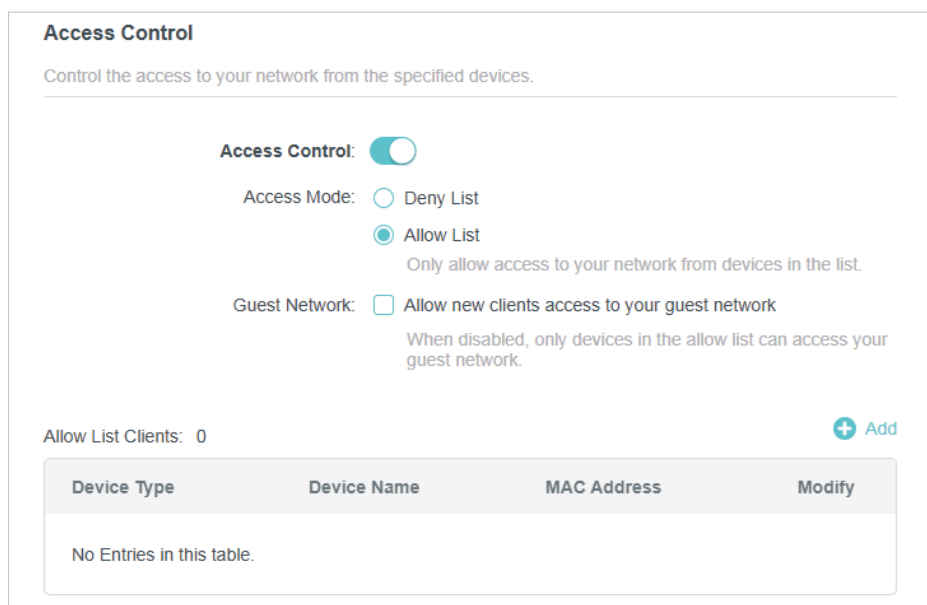 Access Control
Control the access to your network from the specified devices.
Access Control:
Access Mode: Deny List
Allow List
Only allow access to your network from devices in the list.
Guest Network: Allow new clients access to your guest network
When disabled, only devices in the allow list can access your
guest network.
Allow List Clients: 0 Add
Device Type Device Name MAC Address Modify
No Entries in this table.